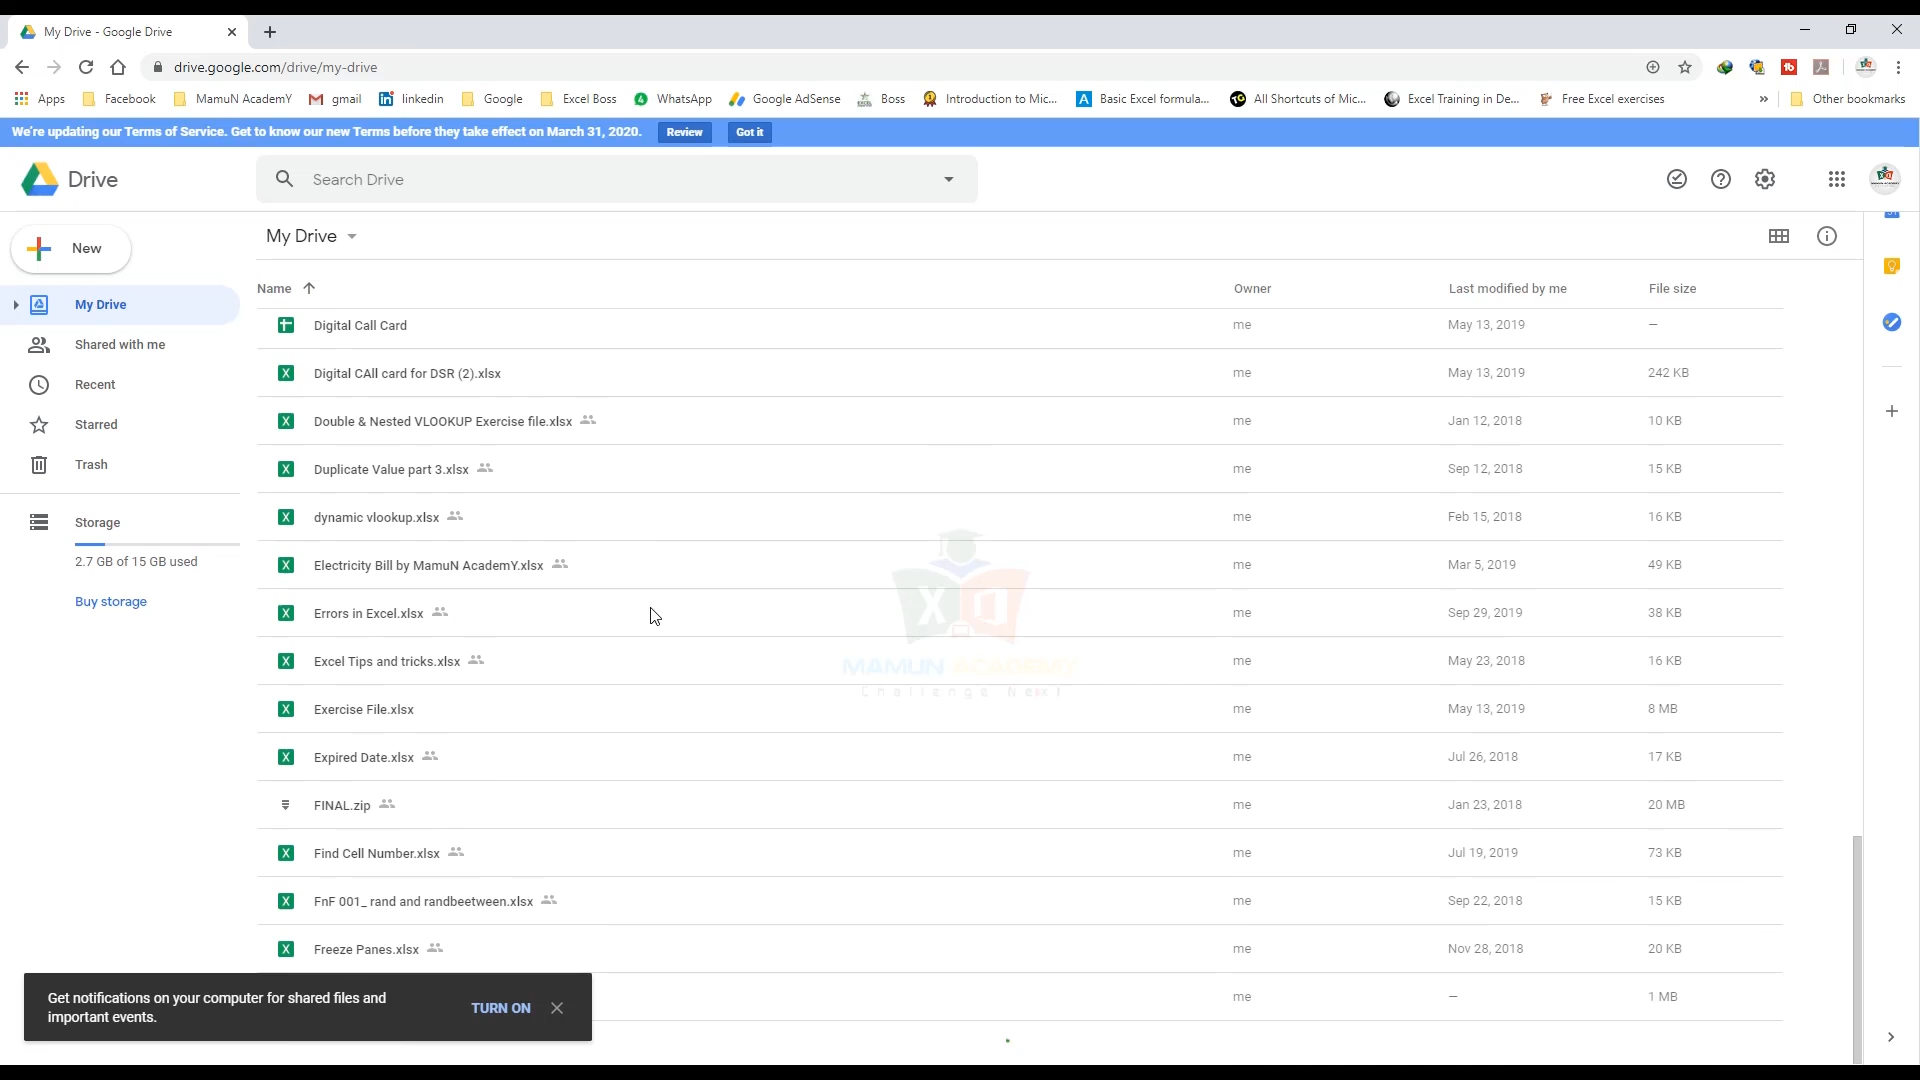 My Drive - Google Drive
drive.google.com/drive/my-drive
Apps Facebook MamuN AcademY gmail linkedin Google Excel Boss WhatsApp Google AdSense Boss Introduction to Mic... Basic Excel formula... All Shortcuts of Mic... Excel Training in De... Free Excel exercises » Other bookmarks
We're updating our Terms of Service. Get to know our new Terms before they take effect on March 31, 2020. Review Got it
Drive
Search Drive
New
My Drive
Shared with me
Recent
Starred
Trash
Storage
2.7 GB of 15 GB used
Buy storage
My Drive
Name Owner Last modified by me File size
Digital Call Card me May 13, 2019 –
Digital CAll card for DSR (2).xlsx me May 13, 2019 242 KB
Double & Nested VLOOKUP Exercise file.xlsx me Jan 12, 2018 10 KB
Duplicate Value part 3.xlsx me Sep 12, 2018 15 KB
dynamic vlookup.xlsx me Feb 15, 2018 16 KB
Electricity Bill by MamuN AcademY.xlsx me Mar 5, 2019 49 KB
Errors in Excel.xlsx me Sep 29, 2019 38 KB
Excel Tips and tricks.xlsx me May 23, 2018 16 KB
Exercise File.xlsx me May 13, 2019 8 MB
Expired Date.xlsx me Jul 26, 2018 17 KB
FINAL.zip me Jan 23, 2018 20 MB
Find Cell Number.xlsx me Jul 19, 2019 73 KB
FnF 001_ rand and randbeetween.xlsx me Sep 22, 2018 15 KB
Freeze Panes.xlsx me Nov 28, 2018 20 KB
me – 1 MB
MAMUN ACADEMY
Challenge Next
Get notifications on your computer for shared files and
important events.
TURN ON